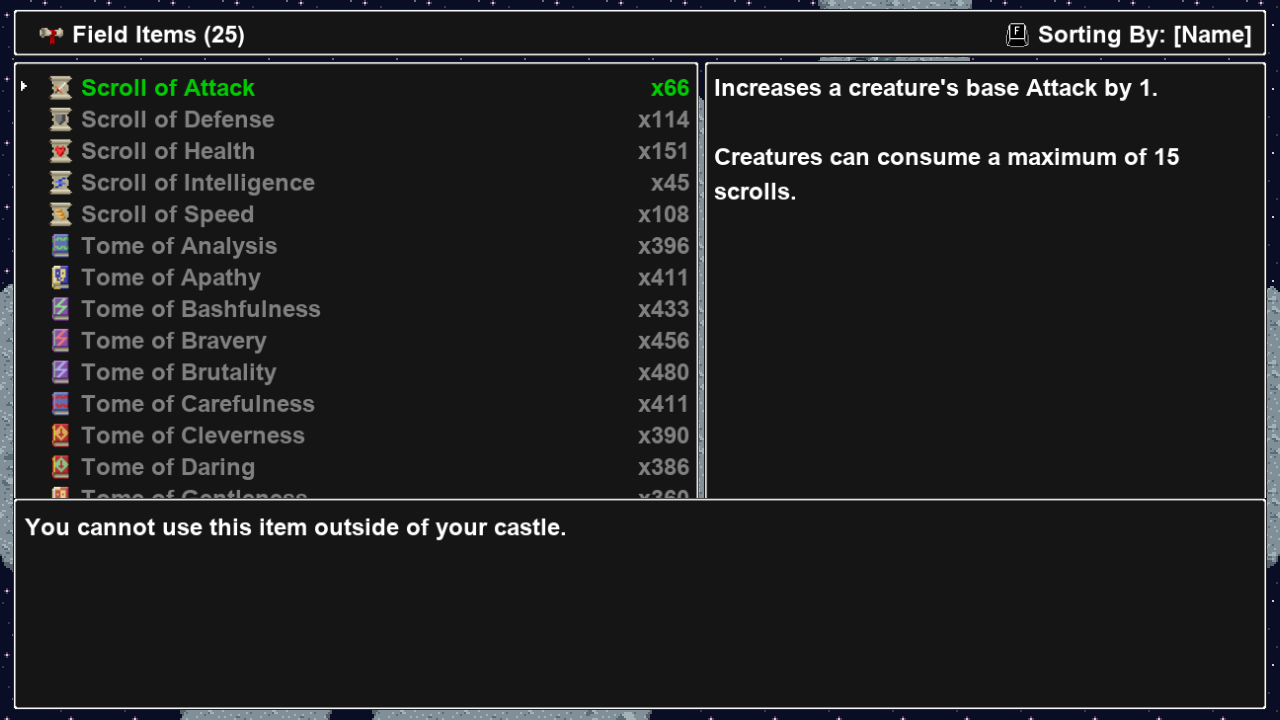 Field Items (25)
F Sorting By: [Name]
Scroll of Attack x66
Scroll of Defense x114
Scroll of Health x151
Scroll of Intelligence x45
Scroll of Speed x108
Tome of Analysis x396
Tome of Apathy x411
Tome of Bashfulness x433
Tome of Bravery x456
Tome of Brutality x480
Tome of Carefulness x411
Tome of Cleverness x390
Tome of Daring x386
Tome of Gentleness x360
Increases a creature's base Attack by 1.
Creatures can consume a maximum of 15
scrolls.
You cannot use this item outside of your castle.